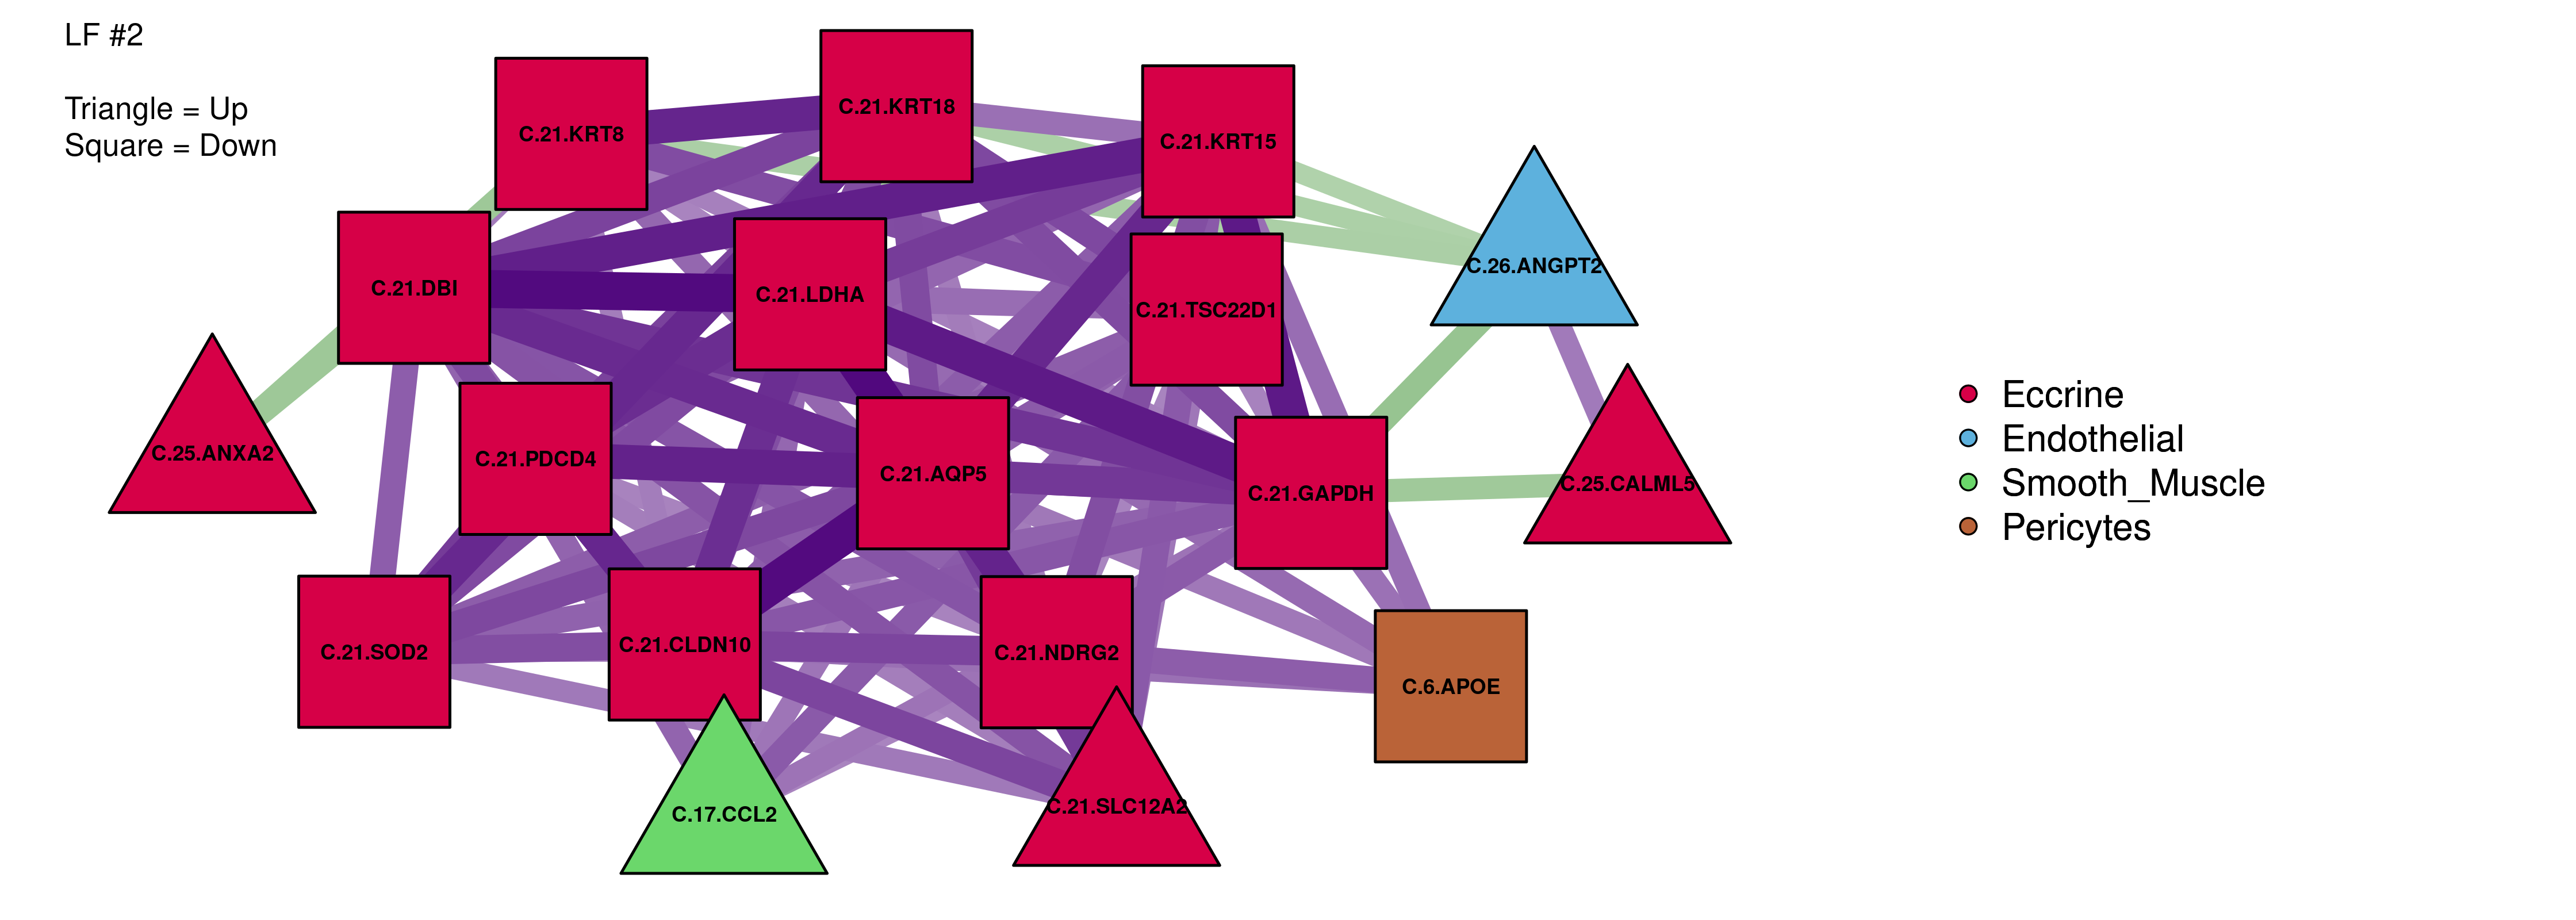 LF #2
Triangle = Up
Square = Down
C.21.KRT8
C.21.KRT18
C.21.KRT15
C.26.ANGPT2
C.21.DBI
C.21.LDHA
C.21.TSC22D1
C.25.ANXA2
C.21.PDCD4
C.21.AQP5
C.21.GAPDH
C.25.CALML5
C.21.SOD2
C.21.CLDN10
C.21.NDRG2
C.6.APOE
C.17.CCL2
C.21.SLC12A2
Eccrine
Endothelial
Smooth_Muscle
Pericytes